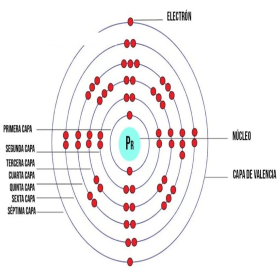 ELECTRÓN
PRIMERA CAPA
SEGUNDA CAPA
TERCERA CAPA
CUARTA CAPA
QUINTA CAPA
SEXTA CAPA
SÉPTIMA CAPA
PR
NÚCLEO
CAPA DE VALENCIA